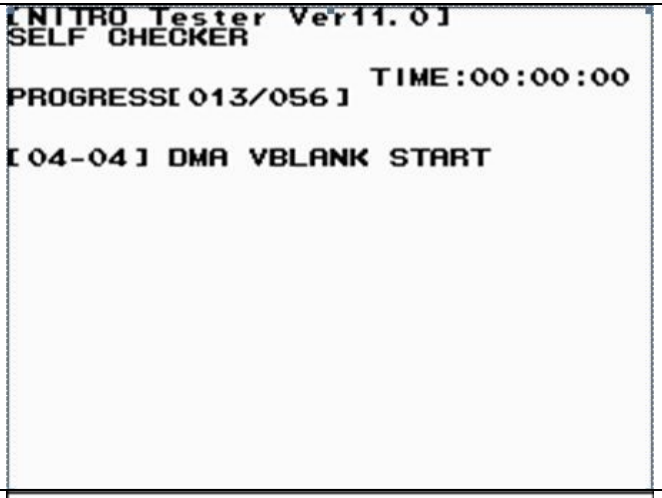 [NITRO Tester Ver11.0]
SELF CHECKER
TIME:00:00:00
PROGRESS[013/056]
[04-04] DMA VBLANK START